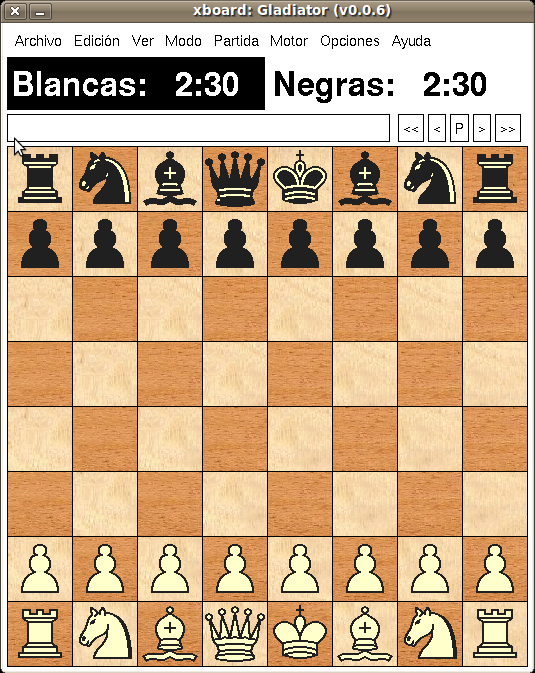 xboard: Gladiator (v0.0.6)
Archivo Edición Ver Modo Partida Motor Opciones Ayuda
Blancas: 2:30 Negras: 2:30
<< < P > >>